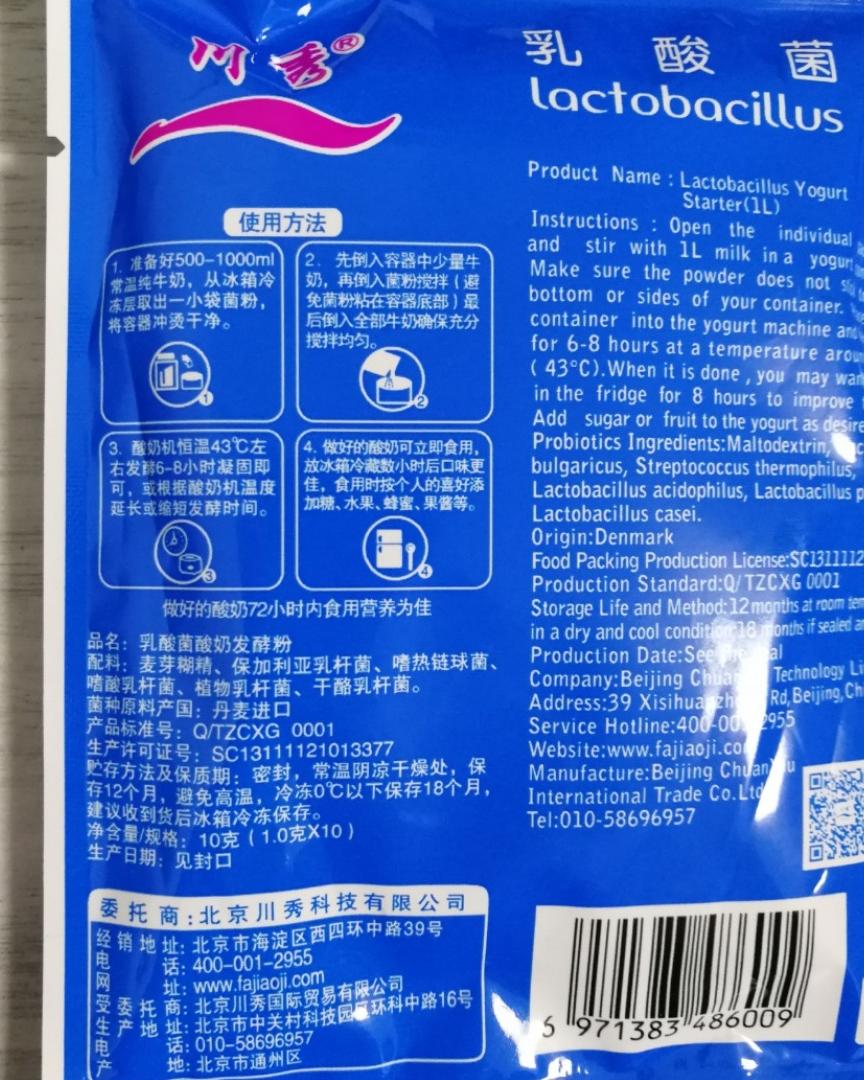 川秀®
使用方法
1. 准备好500-1000ml
常温纯牛奶，从冰箱冷
冻层取出一小袋菌粉，
将容器冲烫干净。
1
2. 先倒入容器中少量牛
奶，再倒入菌粉搅拌（避
免菌粉粘在容器底部）最
后倒入全部牛奶确保充分
搅拌均匀。
2
3. 酸奶机恒温43℃左
右发酵6-8小时凝固即
可，或根据酸奶机温度
延长或缩短发酵时间。
3
4. 做好的酸奶可立即食用，
放冰箱冷藏数小时后口味更
佳，食用时按个人的喜好添
加糖、水果、蜂蜜、果酱等。
4
做好的酸奶72小时内食用营养为佳
品名：乳酸菌酸奶发酵粉
配料：麦芽糊精、保加利亚乳杆菌、嗜热链球菌、
嗜酸乳杆菌、植物乳杆菌、干酪乳杆菌。
菌种原料产国：丹麦进口
产品标准号：Q/TZCXG 0001
生产许可证号：SC13111121013377
贮存方法及保质期：密封，常温阴凉干燥处，保
存12个月，避免高温，冷冻0℃以下保存18个月，
建议收到货后冰箱冷冻保存。
净含量/规格：10克（1.0克X10）
生产日期：见封口
委托商：北京川秀科技有限公司
经销地址：北京市海淀区西四环中路39号
电话：400-001-2955
网址：www.fajiaoji.com
受委托商：北京川秀国际贸易有限公司
生产地址：北京市中关村科技园区环科中路16号
电话：010-58696957
产地：北京市通州区
乳酸菌
lactobacillus
Product Name : Lactobacillus Yogurt
Starter(1L)
Instructions : Open the individual
and stir with 1L milk in a
Make sure the powder does not
bottom or sides of your container.
container into the yogurt machine
for 6-8 hours at a temperature
( 43°C).When it is done , you may
in the fridge for 8 hours to improve
Add sugar or fruit to the yogurt as
Probiotics Ingredients:Maltodextrin,
bulgaricus, Streptococcus thermophilus,
Lactobacillus acidophilus, Lactobacillus
Lactobacillus casei.
Origin:Denmark
Food Packing Production License:SC1311112
Production Standard:Q/TZCXG 0001
Storage Life and Method:12 months at room
in a dry and cool condition 18 months if sealed
Production Date:See
Company:Beijing Technology
Address:39 Rd,Beijing,
Service Hotline:400-00 2955
Website:www.fajiaoji.com
Manufacture:Beijing
International Trade Co.Ltd
Tel:010-58696957
6 971383 486009